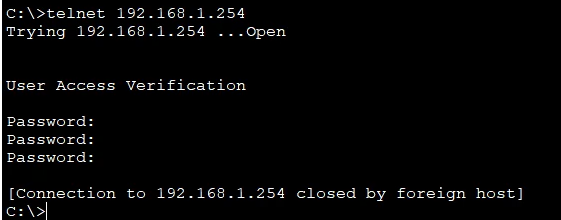 C:\>telnet 192.168.1.254
Trying 192.168.1.254 ...Open
User Access Verification
Password:
Password:
Password:
[Connection to 192.168.1.254 closed by foreign host]
C:\>